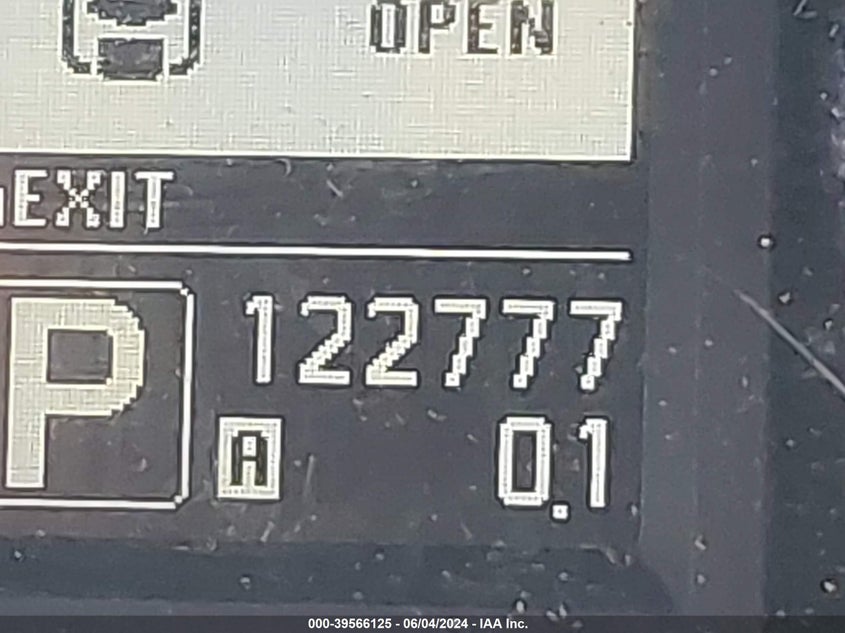 OPEN
EXIT
P
122777
A 0.1
000-39566125 - 06/04/2024 - IAA Inc.